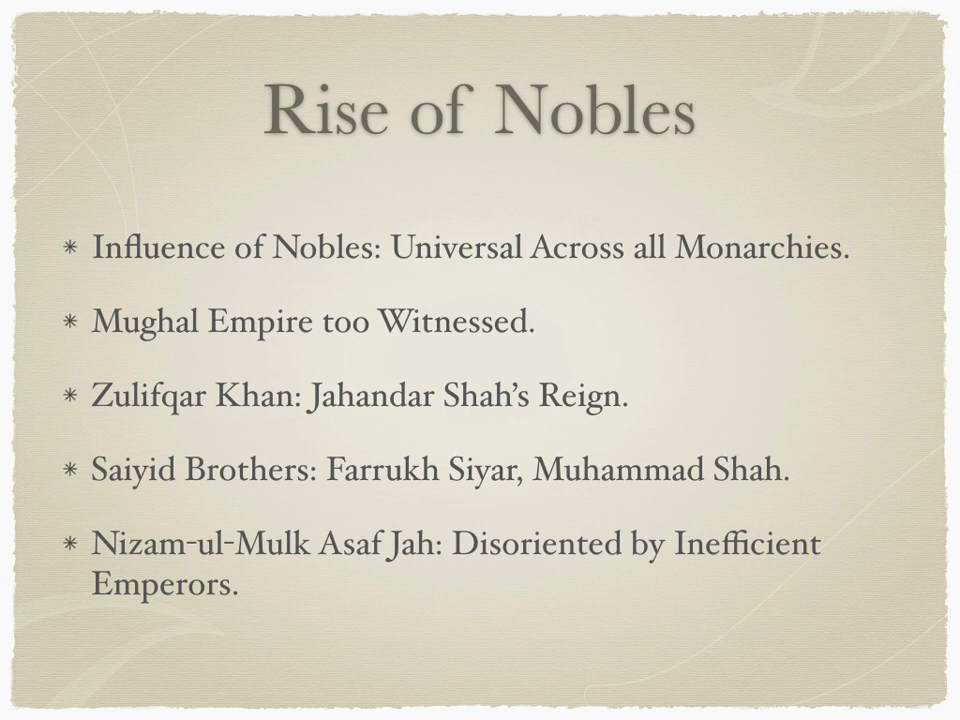 Rise of Nobles
Influence of Nobles: Universal Across all Monarchies.
Mughal Empire too Witnessed.
Zulifqar Khan: Jahandar Shah’s Reign.
Saiyid Brothers: Farrukh Siyar, Muhammad Shah.
Nizam-ul-Mulk Asaf Jah: Disoriented by Inefficient
Emperors.